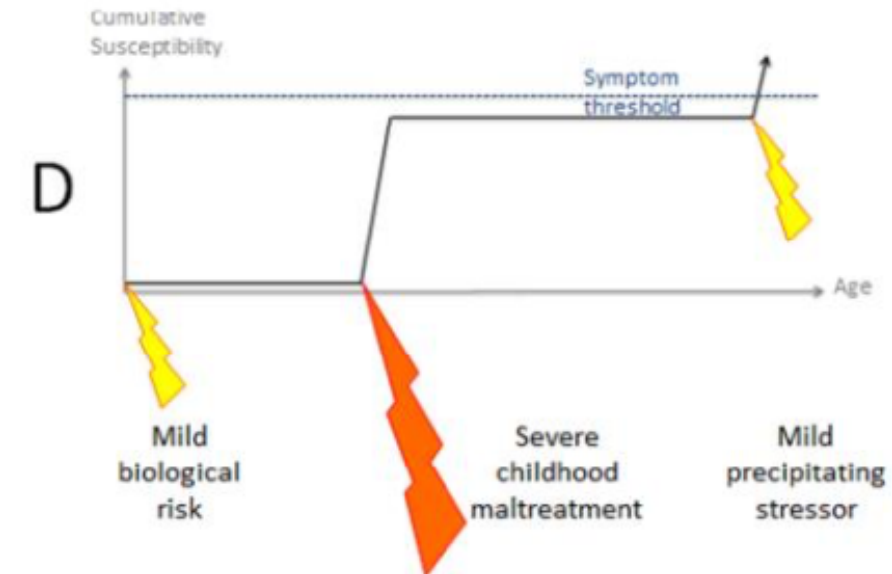 Cumulative
Susceptibility
Symptom
threshold
D
Age
Mild
biological
risk
Severe
childhood
maltreatment
Mild
precipitating
stressor